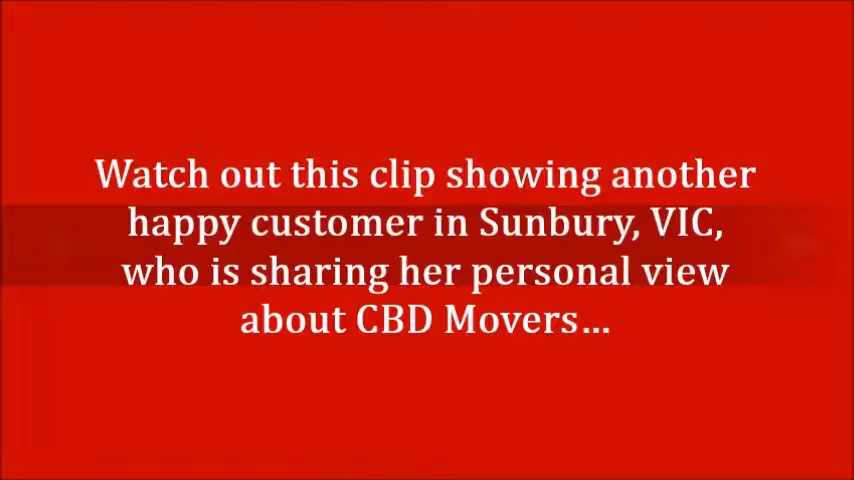 Watch out this clip showing another
happy customer in Sunbury, VIC,
who is sharing her personal view
about CBD Movers...